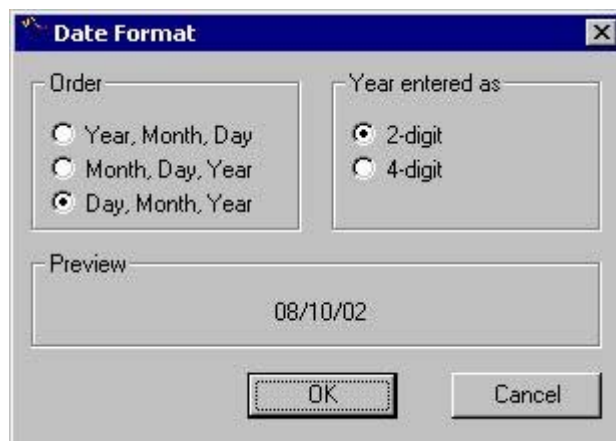 Date Format
Order
Year, Month, Day
Month, Day, Year
Day, Month, Year
Year entered as
2-digit
4-digit
Preview
08/10/02
OK
Cancel